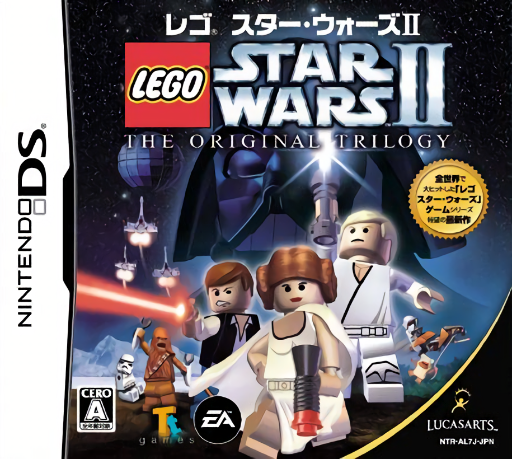 レゴ® スター・ウォーズII
LEGO
STAR WARS II
THE ORIGINAL TRILOGY
NINTENDO DS
全世界で
大ヒットした「レゴ
スター・ウォーズ」
ゲームシリーズ
待望の最新作
CERO
A
全年齢対象
games
EA
LUCASARTS™
NTR-AL7J-JPN